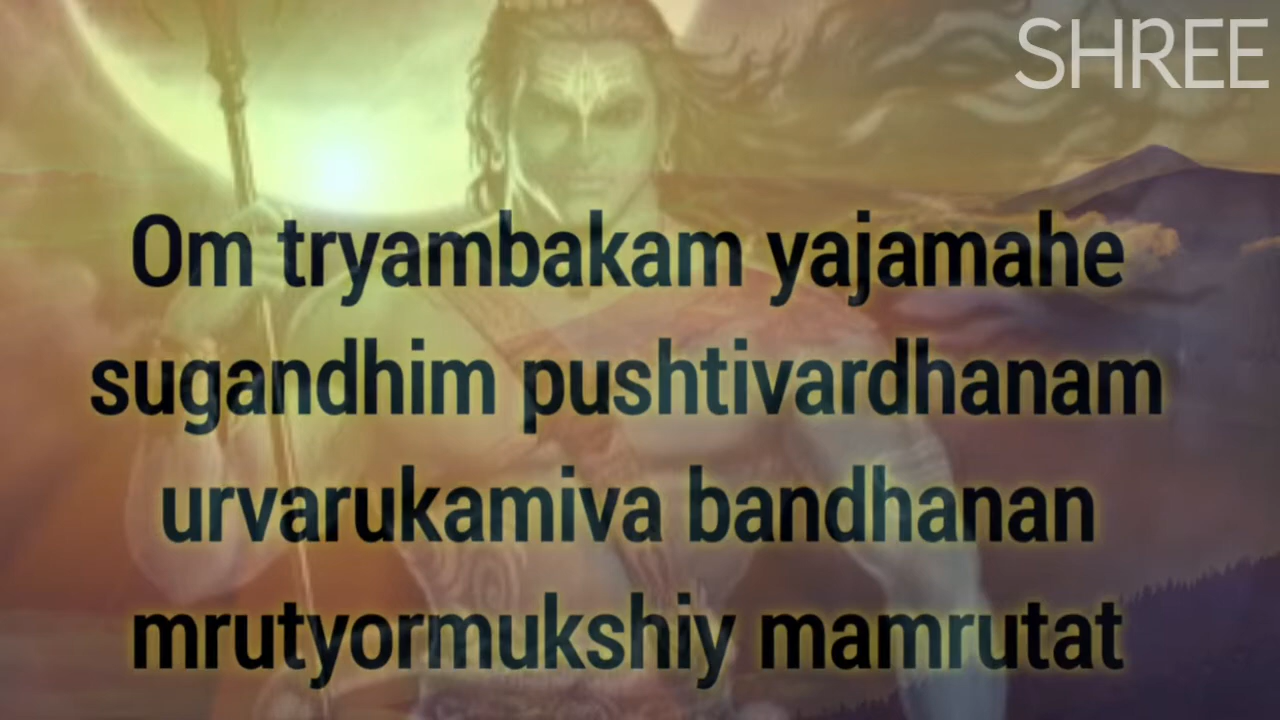 SHREE
Om tryambakam yajamahe
sugandhim pushtivardhanam
urvarukamiva bandhanan
mrutyormukshiy mamrutat